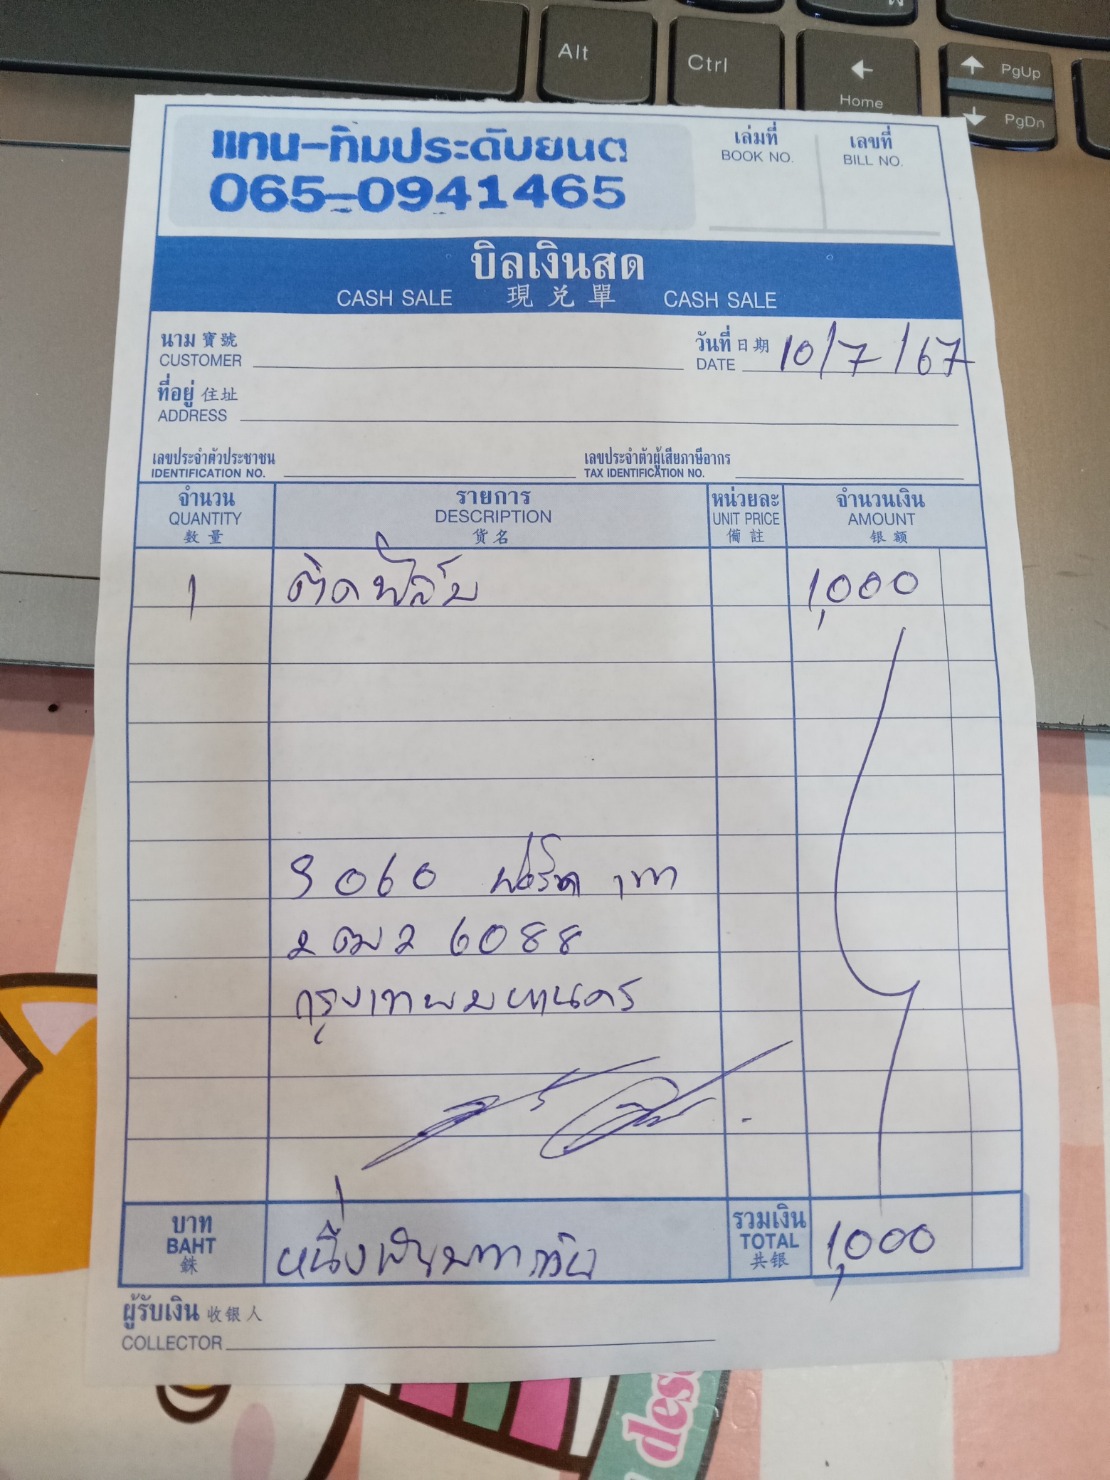 Alt
Ctrl
Home
PgUp
PgDn
แทน-ทิมประดับยนต์
065-0941465
เล่มที่
BOOK NO.
เลขที่
BILL NO.
บิลเงินสด
CASH SALE 現兑單 CASH SALE
นาม 寶號
CUSTOMER
วันที่ 日期
DATE 10/7/67
ที่อยู่ 住址
ADDRESS
เลขประจำตัวประชาชน
IDENTIFICATION NO.
เลขประจำตัวผู้เสียภาษีอากร
TAX IDENTIFICATION NO.
จำนวน
QUANTITY
数量
รายการ
DESCRIPTION
货名
หน่วยละ
UNIT PRICE
備註
จำนวนเงิน
AMOUNT
银额
1 ติดฟิล์ม 1,000
9060 ฟอร์ด เทา
2 ฒฒ 6088
กรุงเทพมหานคร
บาท
BAHT
銖
หนึ่งพันบาทถ้วน
รวมเงิน
TOTAL
共银
1,000
ผู้รับเงิน 收银人
COLLECTOR